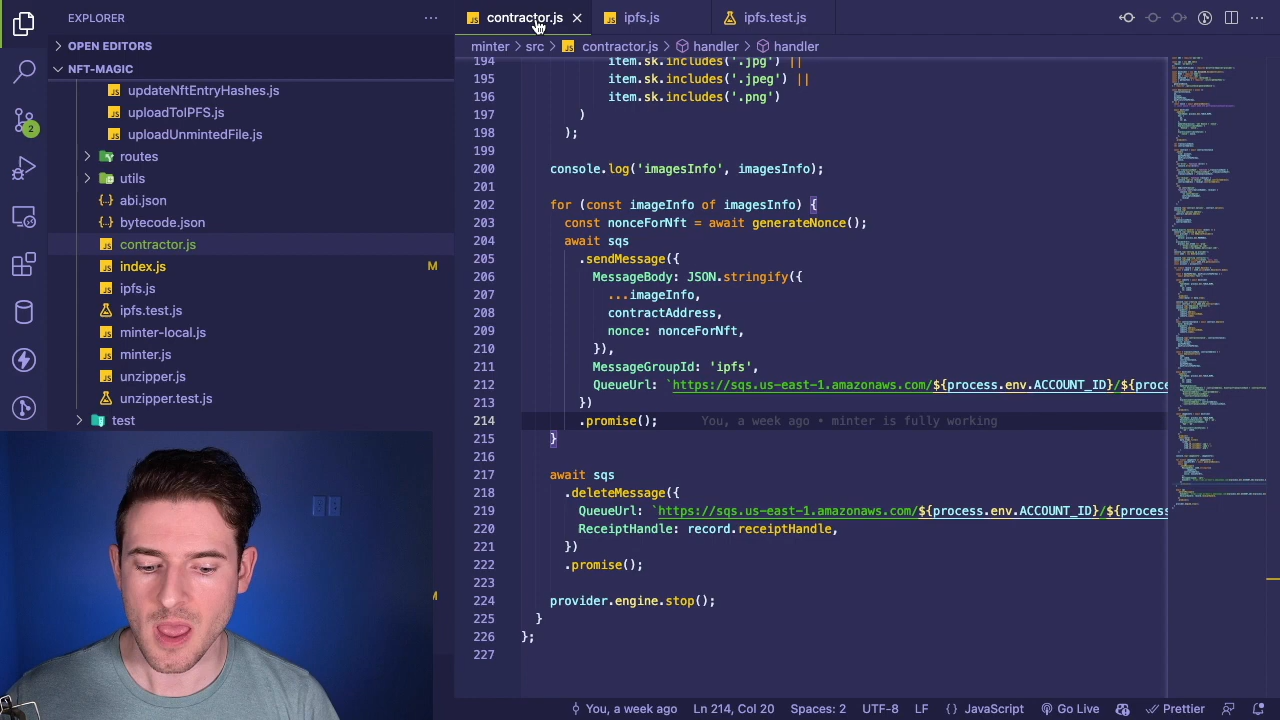 EXPLORER
OPEN EDITORS
NFT-MAGIC
updateNftEntryHashes.js
uploadToIPFS.js
uploadUnmintedFile.js
routes
utils
abi.json
bytecode.json
contractor.js
index.js M
ipfs.js
ipfs.test.js
minter-local.js
minter.js
unzipper.js
unzipper.test.js
test
2
contractor.js
ipfs.js
ipfs.test.js
minter > src > JS contractor.js > handler > handler
194 item.sk.includes('.jpg') ||
195 item.sk.includes('.jpeg') ||
196 item.sk.includes('.png')
197 )
198 );
199
200 console.log('imagesInfo', imagesInfo);
201
202 for (const imageInfo of imagesInfo) {
203 const nonceForNft = await generateNonce();
204 await sqs
205 .sendMessage({
206 MessageBody: JSON.stringify({
207 ...imageInfo,
208 contractAddress,
209 nonce: nonceForNft,
210 }),
211 MessageGroupId: 'ipfs',
212 QueueUrl: `https://sqs.us-east-1.amazonaws.com/${process.env.ACCOUNT_ID}/${proce
213 })
214 .promise(); You, a week ago • minter is fully working
215 }
216
217 await sqs
218 .deleteMessage({
219 QueueUrl: `https://sqs.us-east-1.amazonaws.com/${process.env.ACCOUNT_ID}/${process
220 ReceiptHandle: record.receiptHandle,
221 })
222 .promise();
223
224 provider.engine.stop();
225 }
226 };
227
You, a week ago Ln 214, Col 20 Spaces: 2 UTF-8 LF {} JavaScript Go Live Prettier